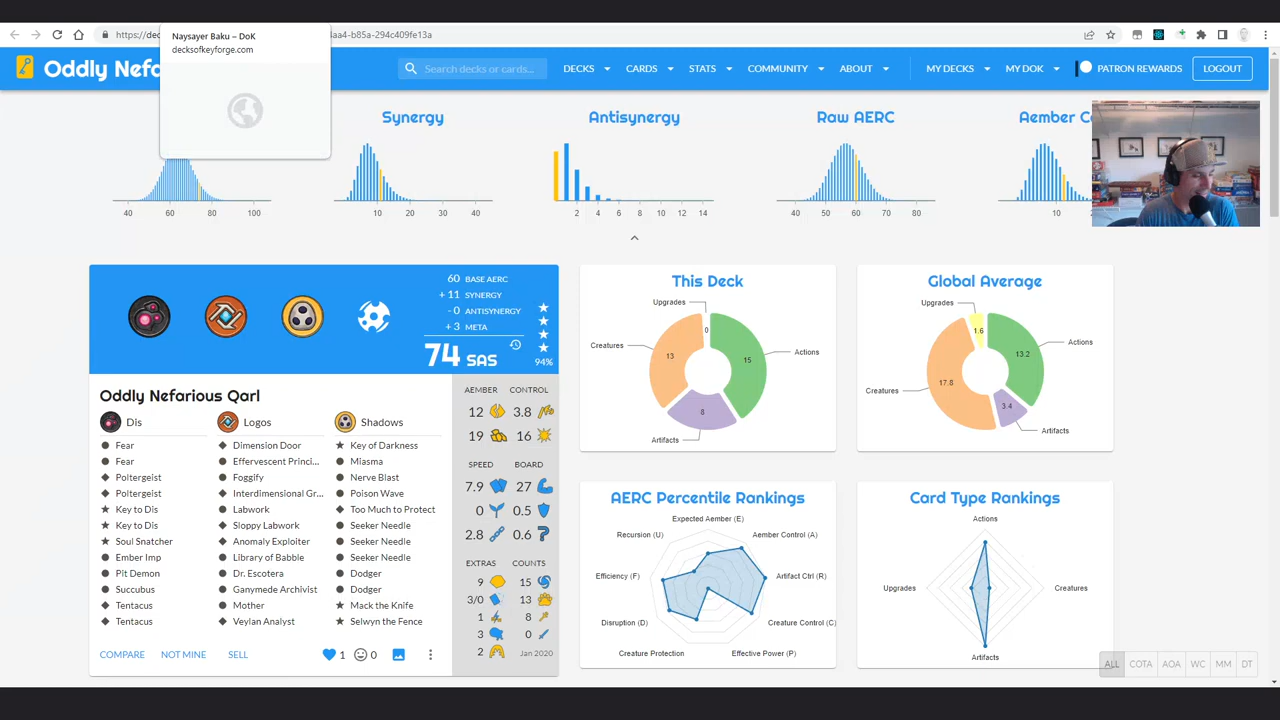 Naysayer Baku – DoK
decksofkeyforge.com
https://dec
aa4-b85a-294c409fe13a
Oddly Nefa
Search decks or cards...
DECKS
CARDS
STATS
COMMUNITY
ABOUT
MY DECKS
MY DOK
PATRON REWARDS
LOGOUT
Synergy
Antisynergy
Raw AERC
Aember Co
40 60 80 100
10 20 30 40
2 4 6 8 10 12 14
40 50 60 70 80
10
60 BASE AERC
+ 11 SYNERGY
- 0 ANTISYNERGY
+ 3 META
74 SAS
94%
Oddly Nefarious Qarl
Dis
Fear
Fear
Poltergeist
Poltergeist
Key to Dis
Key to Dis
Soul Snatcher
Ember Imp
Pit Demon
Succubus
Tentacus
Tentacus
Logos
Dimension Door
Effervescent Princi...
Foggify
Interdimensional Gr...
Labwork
Sloppy Labwork
Anomaly Exploiter
Library of Babble
Dr. Escotera
Ganymede Archivist
Mother
Veylan Analyst
Shadows
Key of Darkness
Miasma
Nerve Blast
Poison Wave
Too Much to Protect
Seeker Needle
Seeker Needle
Seeker Needle
Dodger
Dodger
Mack the Knife
Selwyn the Fence
COMPARE
NOT MINE
SELL
1
0
AEMBER CONTROL
12 3.8
19 16
SPEED BOARD
7.9 27
0 0.5
2.8 0.6
EXTRAS COUNTS
9 15
3/0 13
1 8
3 0
2 Jan 2020
This Deck
Upgrades
0
Creatures
13
15
Actions
8
Artifacts
Global Average
Upgrades
1.6
13.2
Actions
17.8
Creatures
3.4
Artifacts
AERC Percentile Rankings
Expected Aember (E)
Recursion (U)
Aember Control (A)
Efficiency (F)
Artifact Ctrl (R)
Disruption (D)
Creature Control (C)
Creature Protection
Effective Power (P)
Card Type Rankings
Actions
Upgrades
Creatures
Artifacts
ALL
COTA
AOA
WC
MM
DT